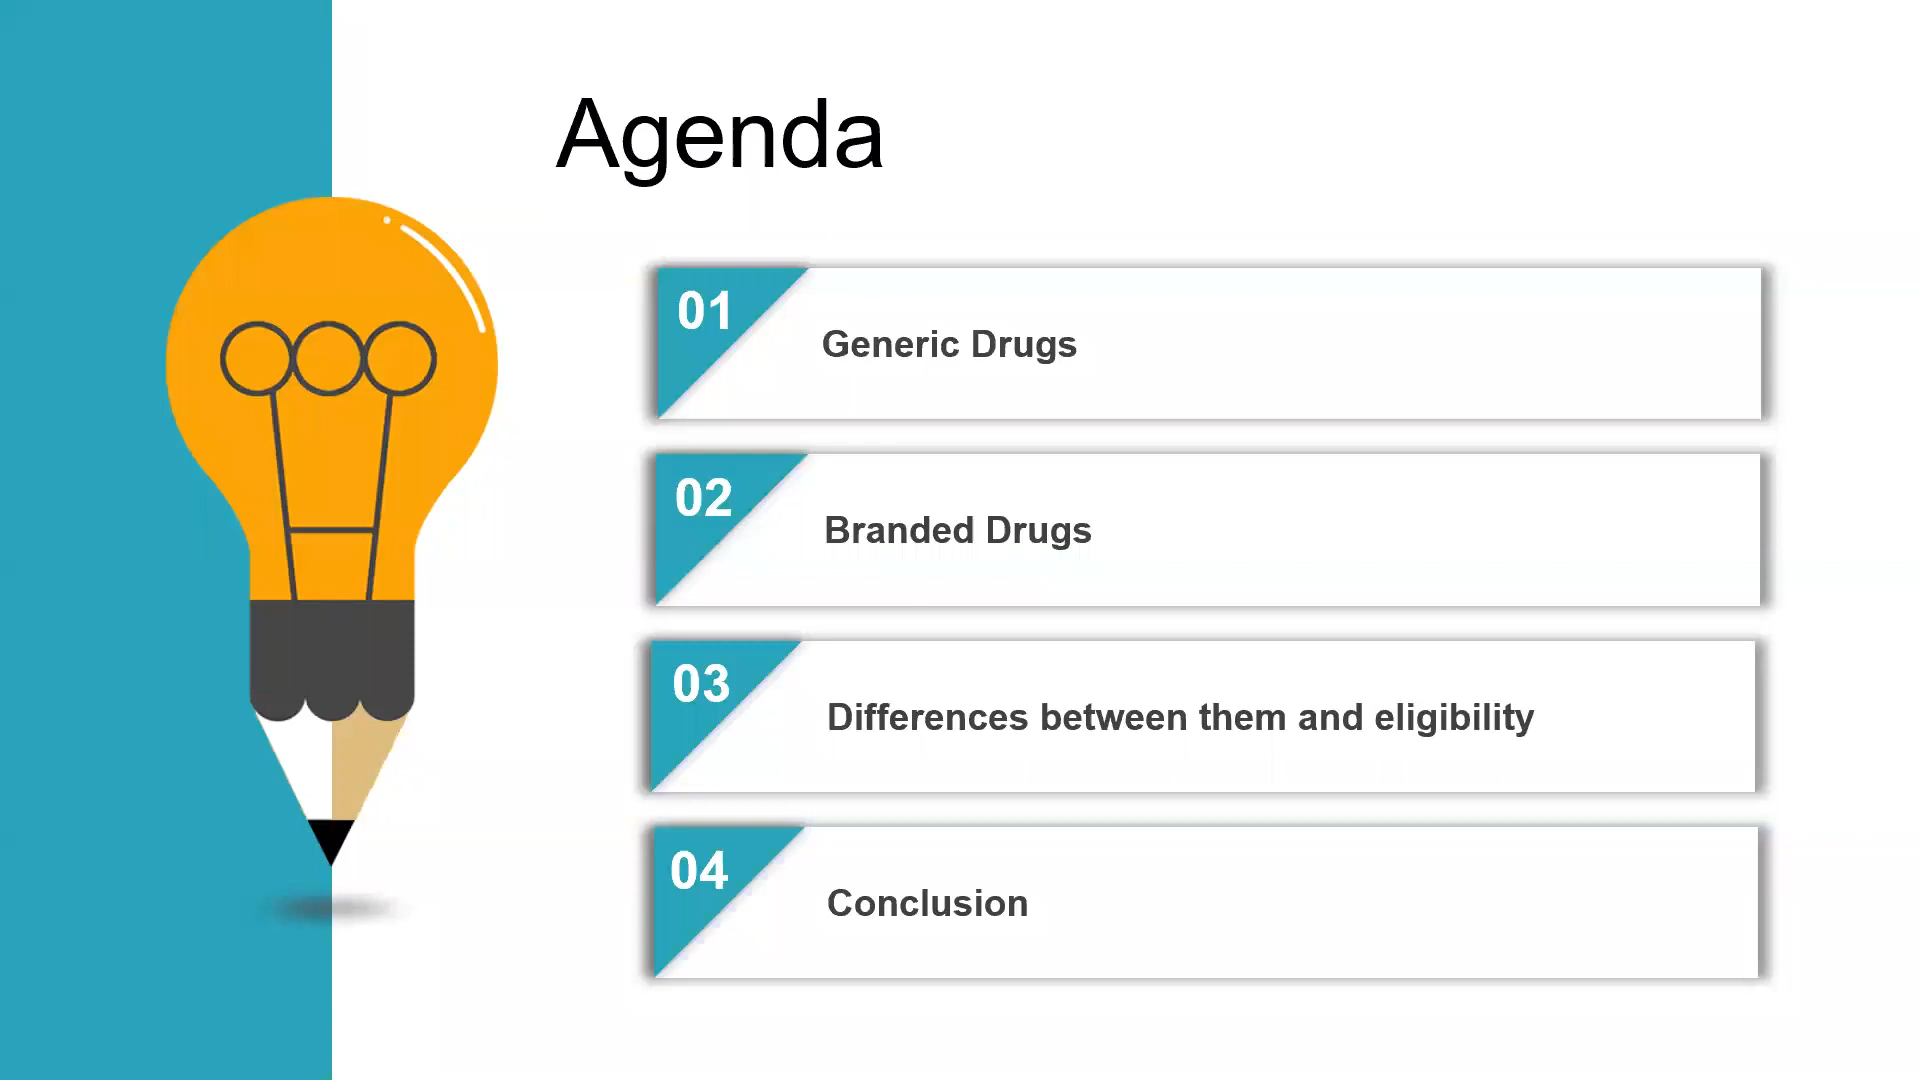 Agenda
01
Generic Drugs
02
Branded Drugs
03
Differences between them and eligibility
04
Conclusion